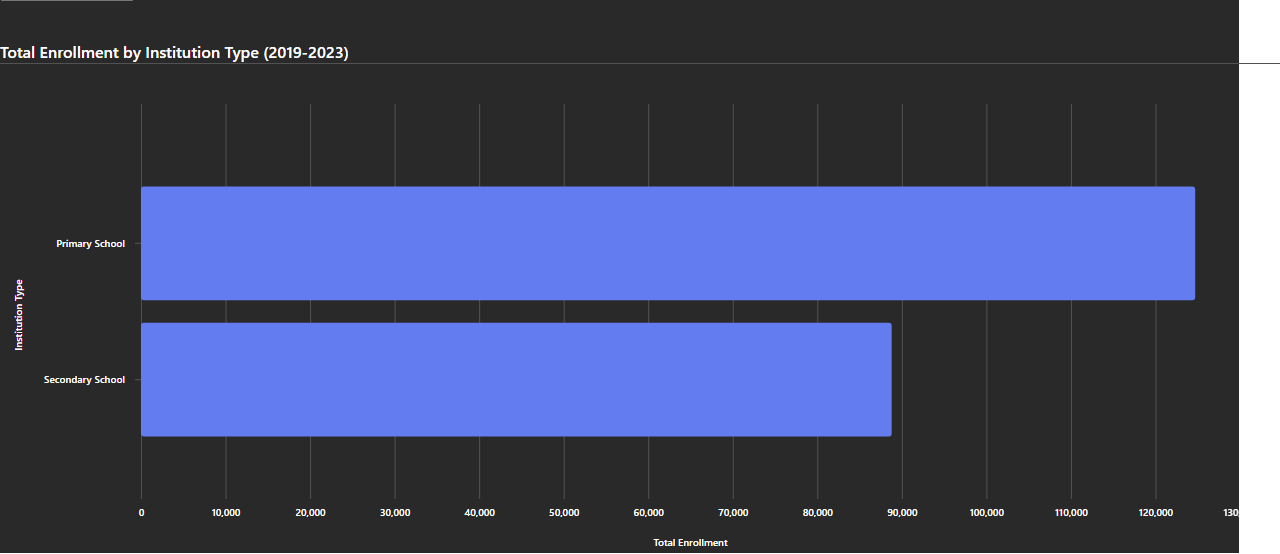 Total Enrollment by Institution Type (2019-2023)
Primary School
Institution Type
Secondary School
0 10,000 20,000 30,000 40,000 50,000 60,000 70,000 80,000 90,000 100,000 110,000 120,000 130,
Total Enrollment